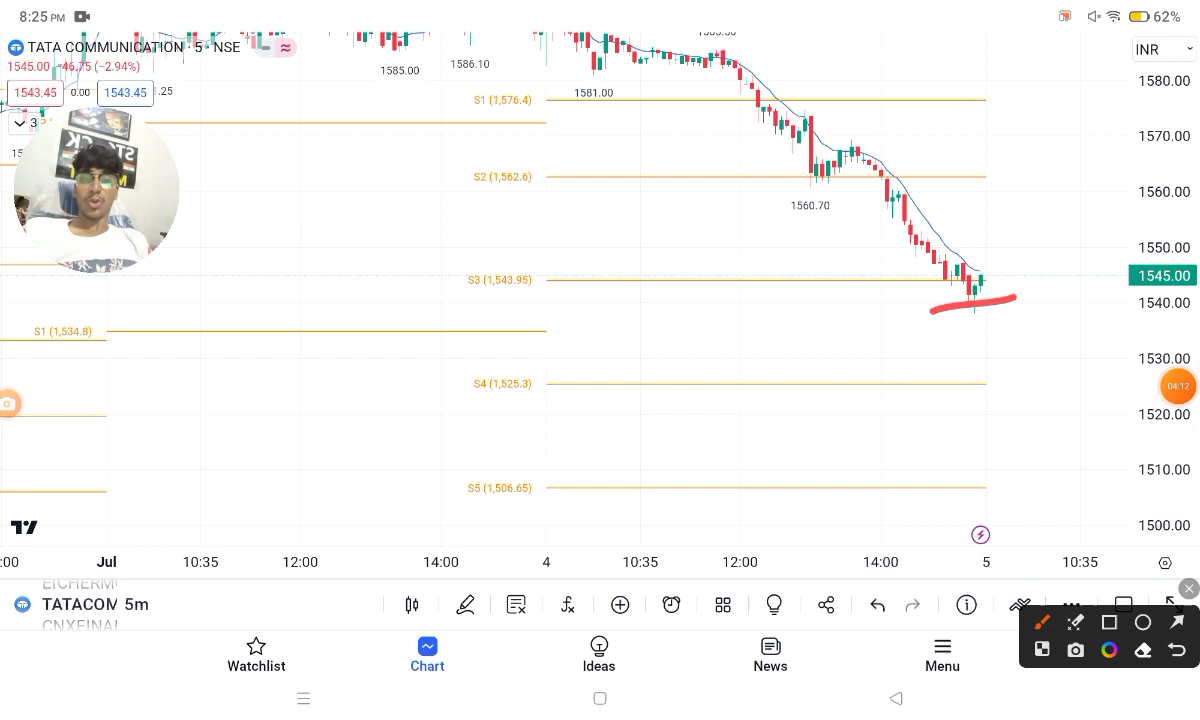 8:25 PM
62%
TATA COMMUNICATION · 5 · NSE
1545.00 -46.75 (−2.94%)
1543.45 0.00 1543.45
INR
1585.00
1586.10
1581.00
1560.70
S1 (1,576.4)
S2 (1,562.6)
S3 (1,543.95)
S1 (1,534.8)
S4 (1,525.3)
S5 (1,506.65)
1580.00
1570.00
1560.00
1550.00
1545.00
1540.00
1530.00
1520.00
1510.00
1500.00
04:12
:00 Jul 10:35 12:00 14:00 4 10:35 12:00 14:00 5 10:35
TATACOM 5m
Watchlist Chart Ideas News Menu